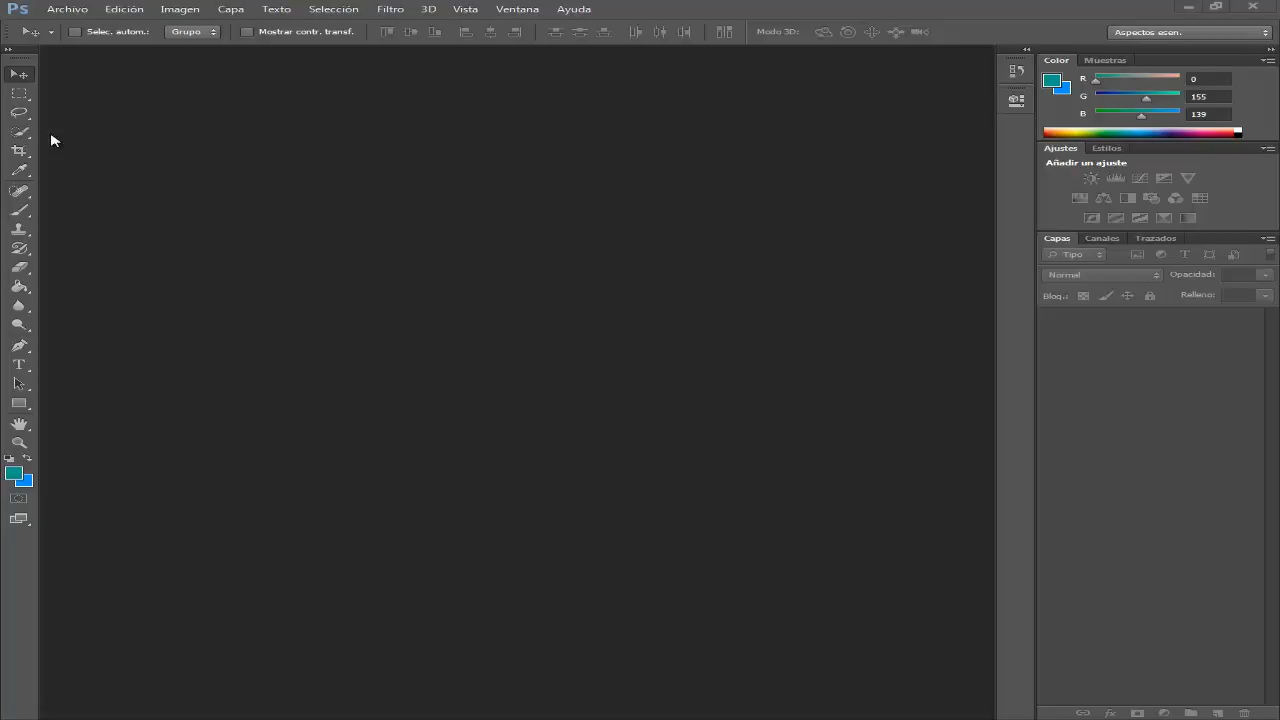 Ps Archivo Edición Imagen Capa Texto Selección Filtro 3D Vista Ventana Ayuda
Selec. autom.: Grupo Mostrar contr. transf. Modo 3D: Aspectos esen.
Color Muestras
R 0
G 155
B 139
Ajustes Estilos
Añadir un ajuste
Capas Canales Trazados
Tipo
Normal Opacidad:
Bloq.: Relleno: